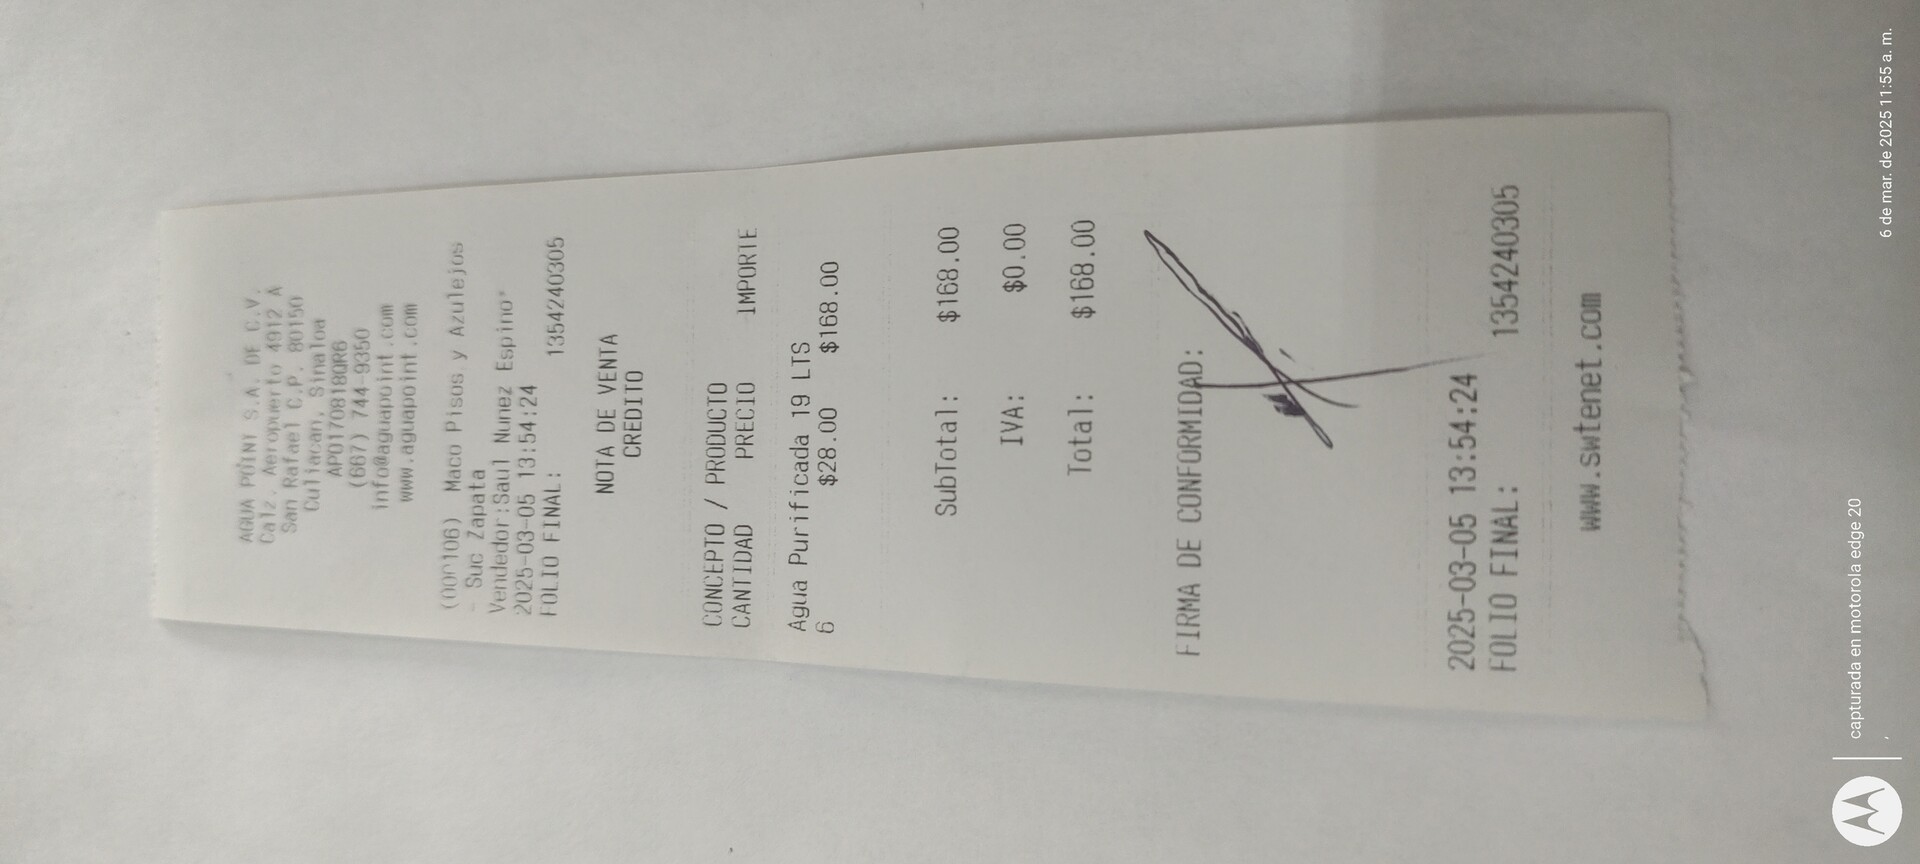 AGUA POINT S.A. DE C.V.
Calz. Aeropuerto 4912 A
San Rafael C.P. 80150
Culiacan, Sinaloa
APO170818QR6
(667) 744-9350
info@aguapoint.com
www.aguapoint.com
(000106) Maco Pisos y Azulejos
- Suc Zapata
Vendedor:Saul Nunez Espino*
2025-03-05 13:54:24
FOLIO FINAL: 1354240305
NOTA DE VENTA
CREDITO
CONCEPTO / PRODUCTO
CANTIDAD PRECIO IMPORTE
Agua Purificada 19 LTS
6 $28.00 $168.00
SubTotal: $168.00
IVA: $0.00
Total: $168.00
FIRMA DE CONFORMIDAD:
2025-03-05 13:54:24
FOLIO FINAL: 1354240305
www.swtenet.com
capturada en motorola edge 20
,
6 de mar. de 2025 11:55 a. m.